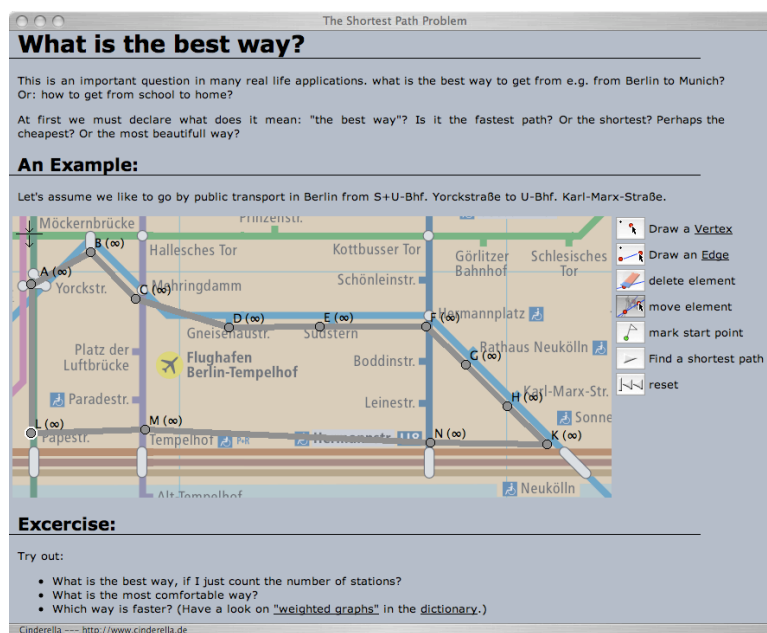 The Shortest Path Problem
What is the best way?
This is an important question in many real life applications. what is the best way to get from e.g. from Berlin to Munich?
Or: how to get from school to home?
At first we must declare what does it mean: "the best way"? Is it the fastest path? Or the shortest? Perhaps the
cheapest? Or the most beautifull way?
An Example:
Let's assume we like to go by public transport in Berlin from S+U-Bhf. Yorckstraße to U-Bhf. Karl-Marx-Straße.
Möckernbrücke
Prinzenstr.
B (∞)
Hallesches Tor
Kottbusser Tor
Görlitzer
Bahnhof
Schlesisches
Tor
A (∞)
Yorckstr.
C (∞)
Mehringdamm
Schönleinstr.
D (∞)
E (∞)
F (∞)
Hermannplatz
Gneisenaustr.
Südstern
Platz der
Luftbrücke
Flughafen
Berlin-Tempelhof
Boddinstr.
G (∞)
Rathaus Neukölln
Paradestr.
Leinestr.
H (∞)
Karl-Marx-Str.
Sonne
L (∞)
Papestr.
M (∞)
Tempelhof
P+R
Hermannstr.
U8
N (∞)
K (∞)
Alt-Tempelhof
Neukölln
Draw a Vertex
Draw an Edge
delete element
move element
mark start point
Find a shortest path
reset
Excercise:
Try out:
• What is the best way, if I just count the number of stations?
• What is the most comfortable way?
• Which way is faster? (Have a look on "weighted graphs" in the dictionary.)
Cinderella --- http://www.cinderella.de